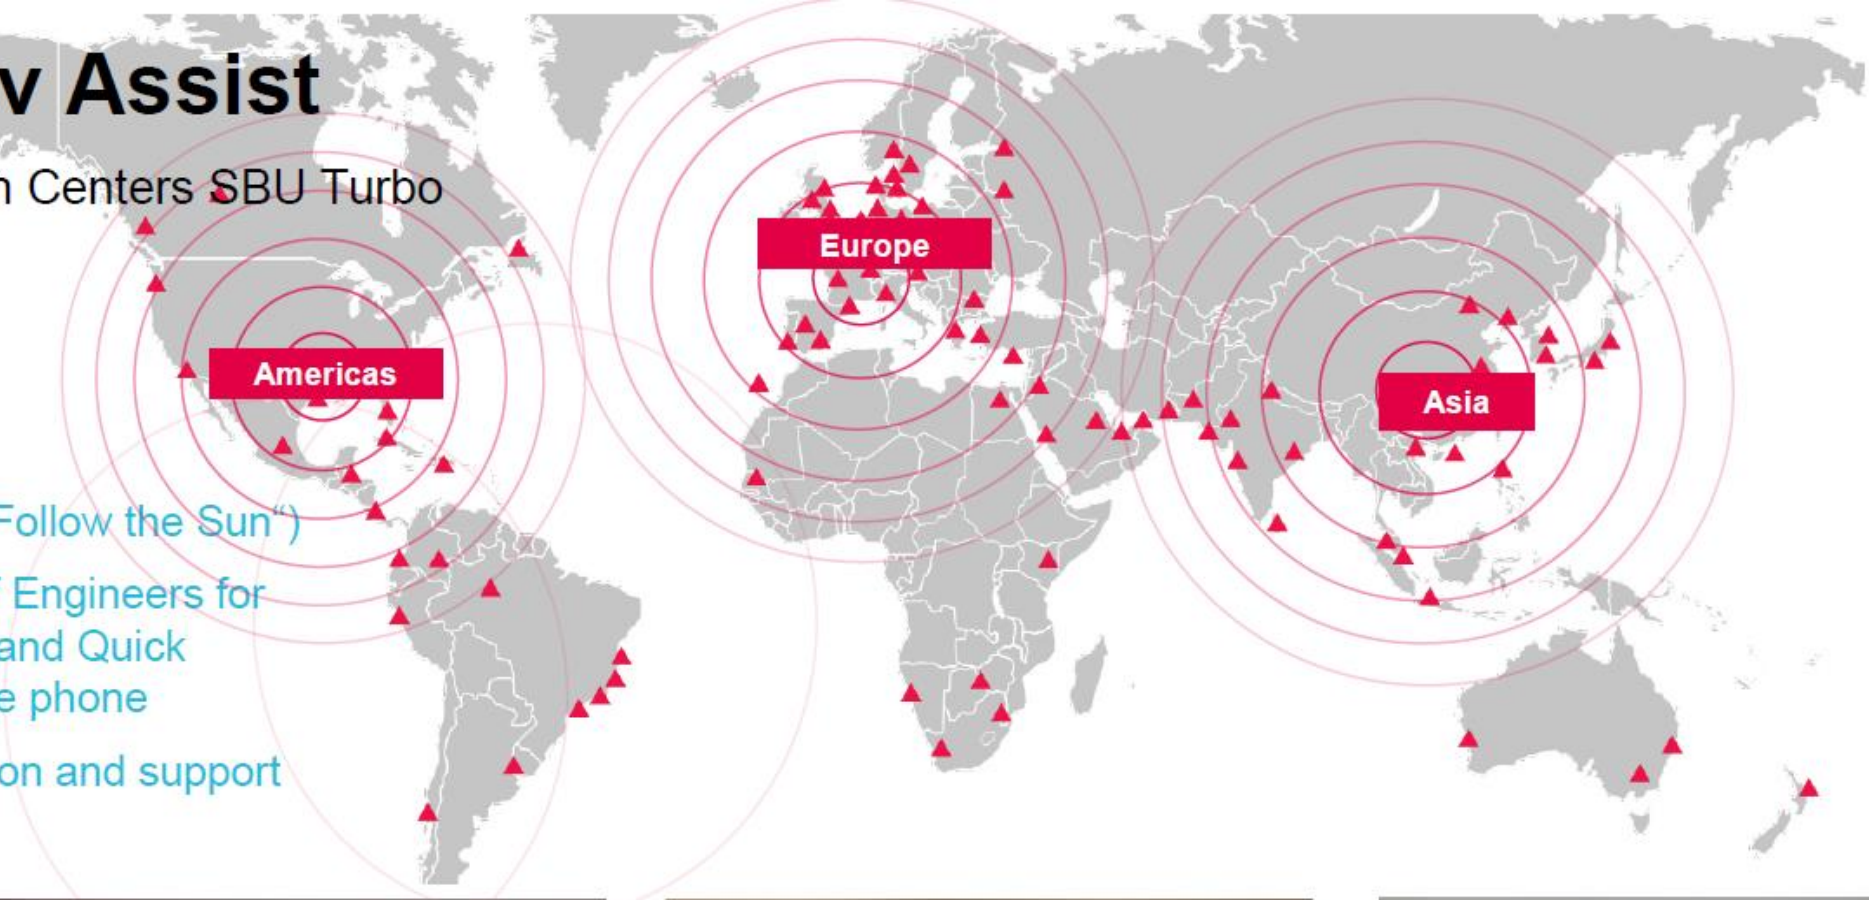 v Assist
n Centers SBU Turbo
Europe
Americas
Asia
Follow the Sun“)
f Engineers for
and Quick
e phone
on and support